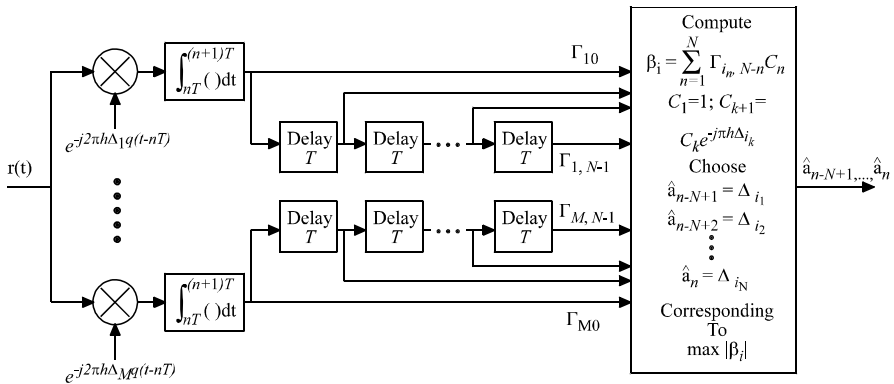 r(t)
e^{-j2πhΔ_1q(t-nT)}
∫_{nT}^{(n+1)T} ( )dt
Γ_{10}
Delay T
Delay T
...
Delay T
Γ_{1, N-1}
Delay T
Delay T
...
Delay T
Γ_{M, N-1}
∫_{nT}^{(n+1)T} ( )dt
Γ_{M0}
e^{-j2πhΔ_Mq(t-nT)}
Compute
β_i = ∑_{n=1}^{N} Γ_{i_n, N-n}C_n
C_1=1; C_{k+1}=
C_k e^{-jπhΔ_{i_k}}
Choose
â_{n-N+1} = Δ_{i_1}
â_{n-N+2} = Δ_{i_2}
â_n = Δ_{i_N}
Corresponding
To
max |β_i|
â_{n-N+1},...,â_n